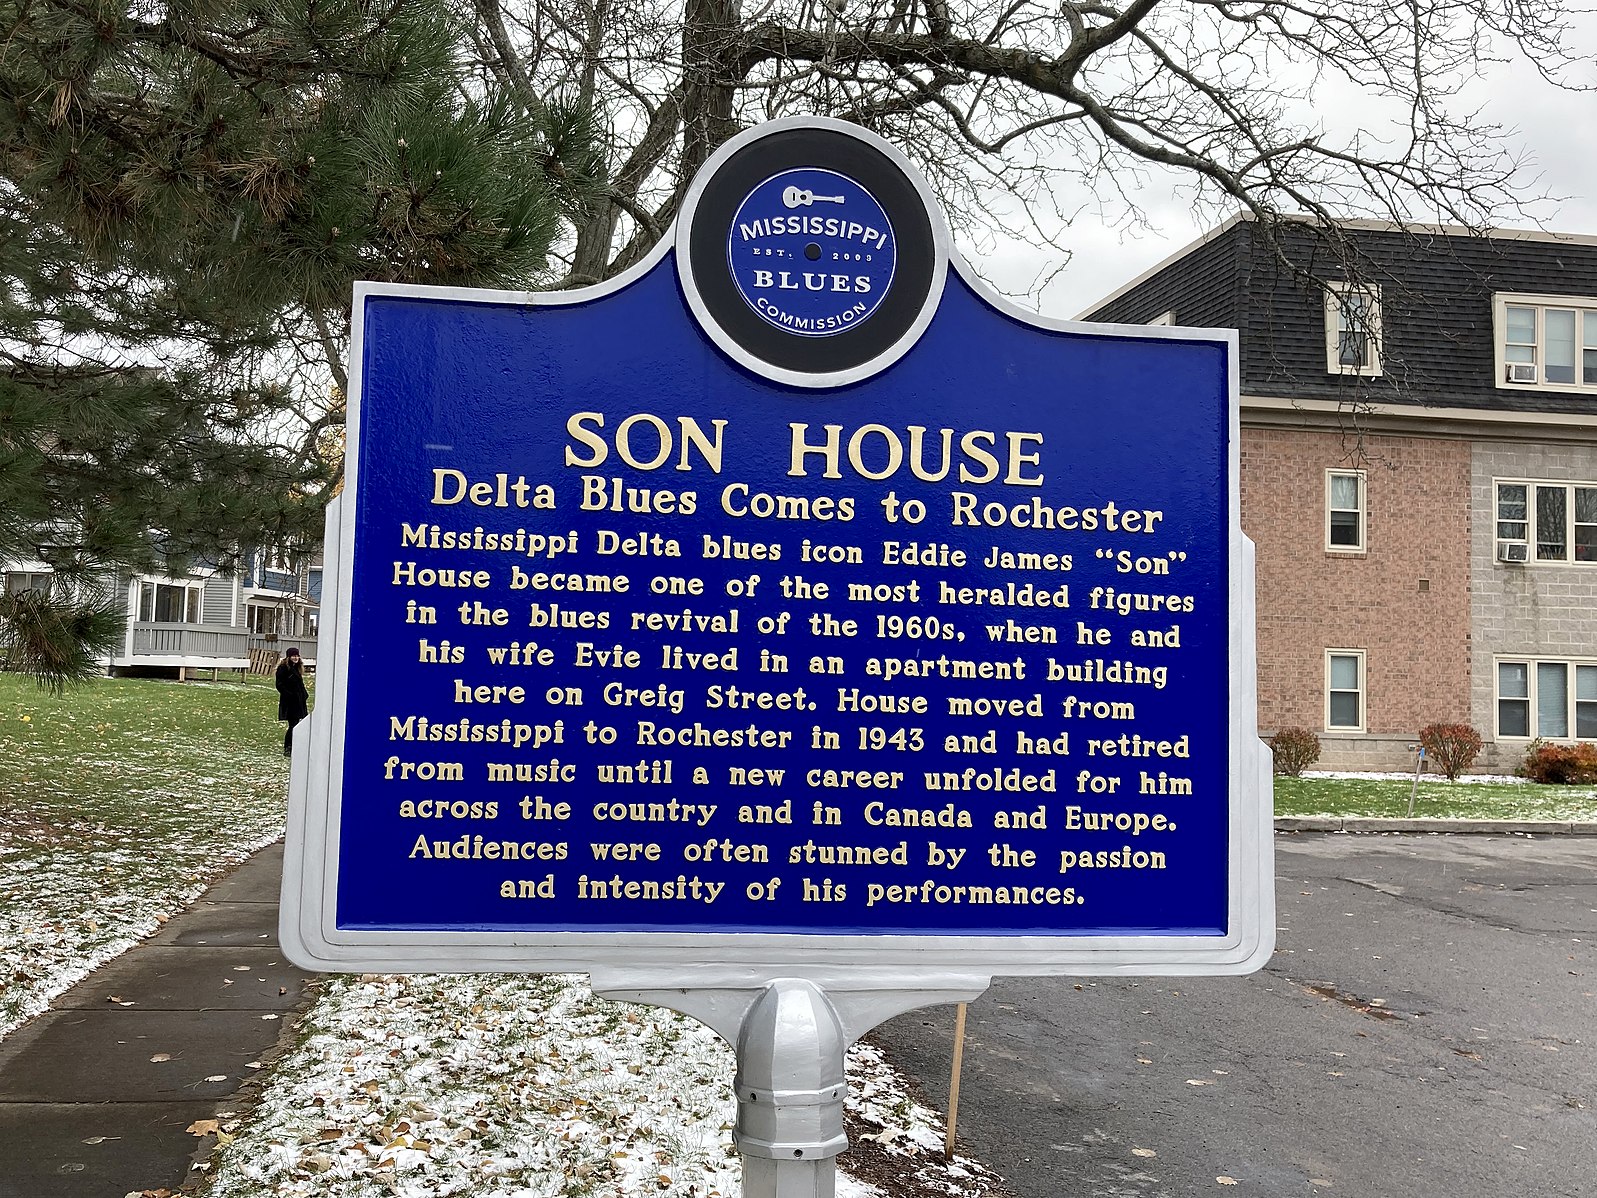 MISSISSIPPI
EST. 2003
BLUES
COMMISSION
SON HOUSE
Delta Blues Comes to Rochester
Mississippi Delta blues icon Eddie James “Son”
House became one of the most heralded figures
in the blues revival of the 1960s, when he and
his wife Evie lived in an apartment building
here on Greig Street. House moved from
Mississippi to Rochester in 1943 and had retired
from music until a new career unfolded for him
across the country and in Canada and Europe.
Audiences were often stunned by the passion
and intensity of his performances.